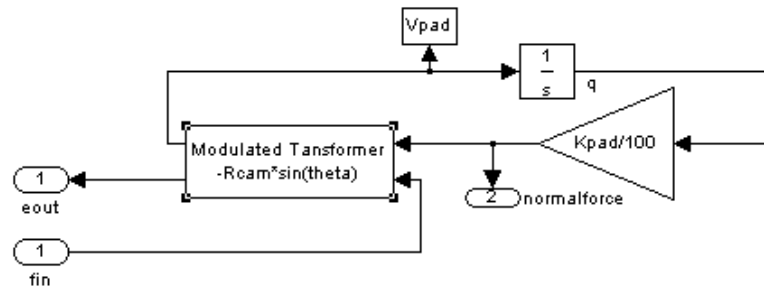 Vpad
1
s
q
Modulated Tansformer
-Rcam*sin(theta)
Kpad/100
1
eout
2
normalforce
1
fin